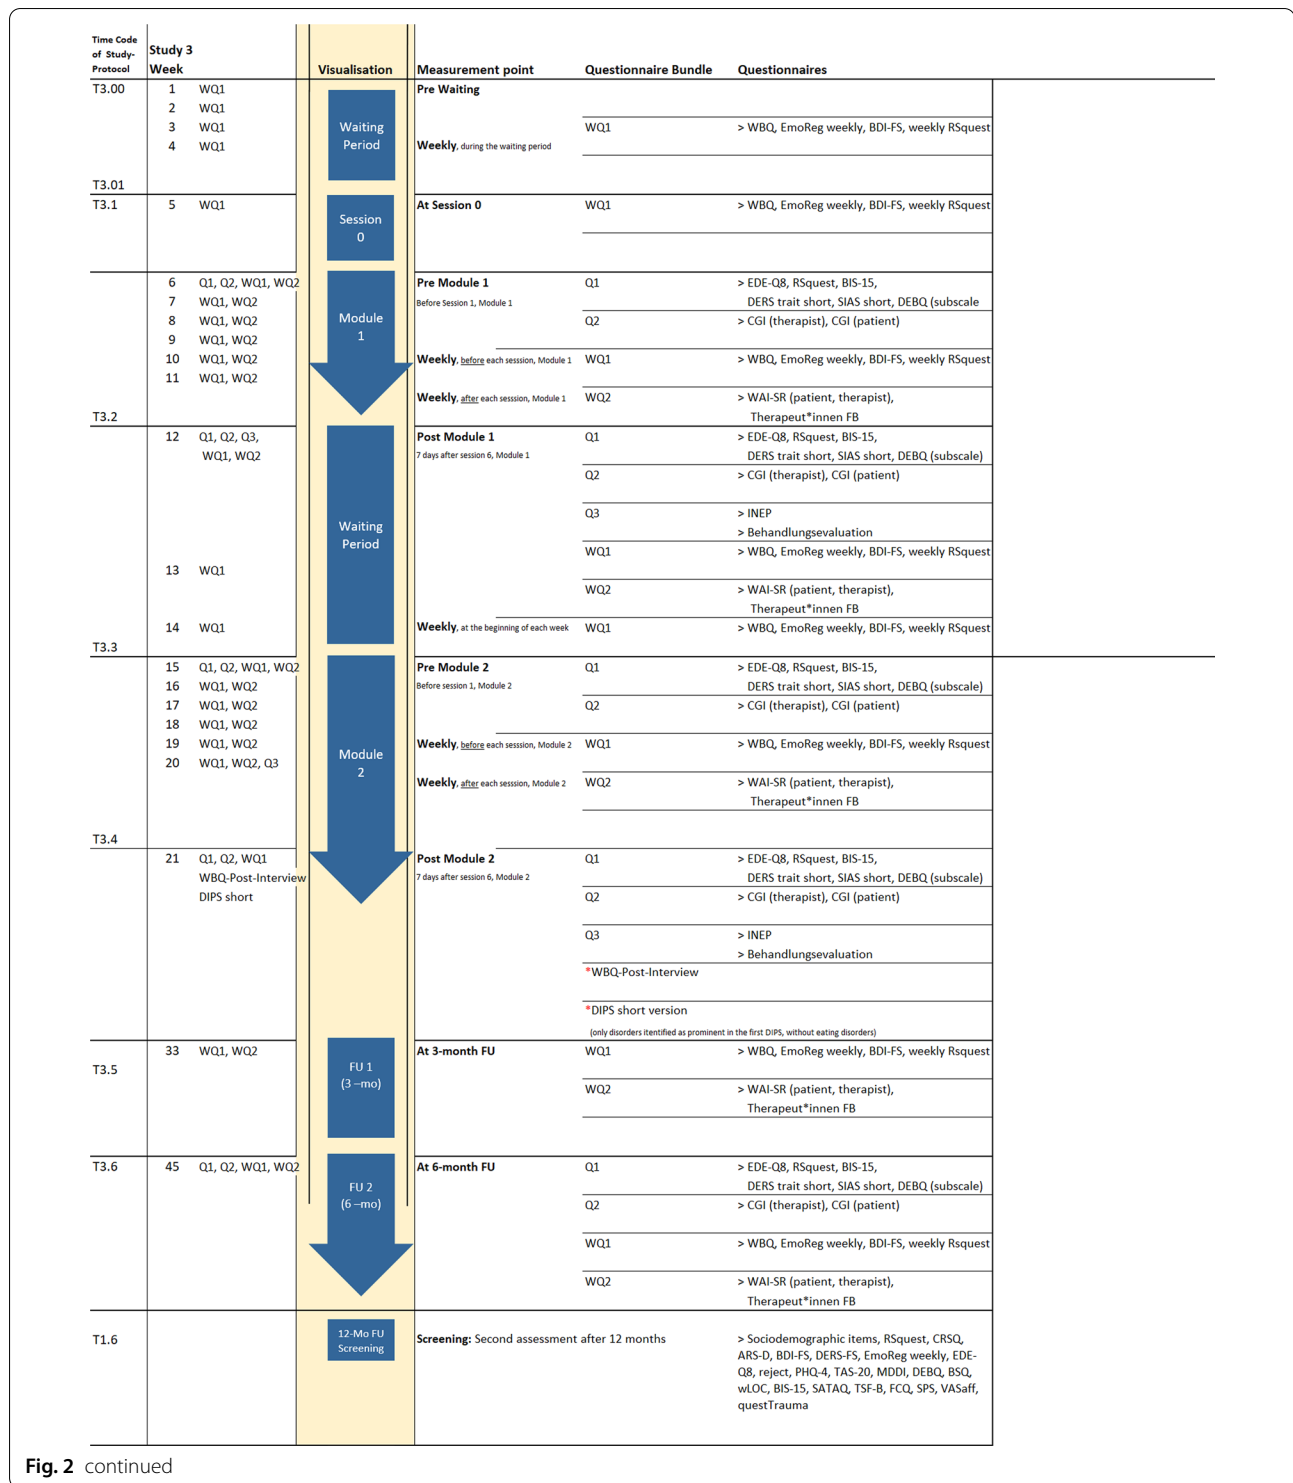 Time Code of Study-Protocol Study 3 Week Visualisation Measurement point Questionnaire Bundle Questionnaires
T3.00 1 WQ1 Pre Waiting
2 WQ1
3 WQ1 Waiting Period WQ1 > WBQ, EmoReg weekly, BDI-FS, weekly RSquest
4 WQ1 Weekly, during the waiting period
T3.01
T3.1 5 WQ1 Session 0 At Session 0 WQ1 > WBQ, EmoReg weekly, BDI-FS, weekly RSquest
6 Q1, Q2, WQ1, WQ2 Pre Module 1 Q1 > EDE-Q8, RSquest, BIS-15,
7 WQ1, WQ2 Before Session 1, Module 1 DERS trait short, SIAS short, DEBQ (subscale
8 WQ1, WQ2 Module 1 Q2 > CGI (therapist), CGI (patient)
9 WQ1, WQ2
10 WQ1, WQ2 Weekly, before each sesssion, Module 1 WQ1 > WBQ, EmoReg weekly, BDI-FS, weekly RSquest
11 WQ1, WQ2
Weekly, after each sesssion, Module 1 WQ2 > WAI-SR (patient, therapist),
T3.2 Therapeut*innen FB
12 Q1, Q2, Q3, Post Module 1 Q1 > EDE-Q8, RSquest, BIS-15,
WQ1, WQ2 7 days after session 6, Module 1 DERS trait short, SIAS short, DEBQ (subscale)
Q2 > CGI (therapist), CGI (patient)
Waiting Period Q3 > INEP
> Behandlungsevaluation
WQ1 > WBQ, EmoReg weekly, BDI-FS, weekly RSquest
13 WQ1
WQ2 > WAI-SR (patient, therapist),
Therapeut*innen FB
14 WQ1 Weekly, at the beginning of each week WQ1 > WBQ, EmoReg weekly, BDI-FS, weekly RSquest
T3.3
15 Q1, Q2, WQ1, WQ2 Pre Module 2 Q1 > EDE-Q8, RSquest, BIS-15,
16 WQ1, WQ2 Before session 1, Module 2 DERS trait short, SIAS short, DEBQ (subscale)
17 WQ1, WQ2 Q2 > CGI (therapist), CGI (patient)
18 WQ1, WQ2
19 WQ1, WQ2 Module 2 Weekly, before each sesssion, Module 2 WQ1 > WBQ, EmoReg weekly, BDI-FS, weekly RSquest
20 WQ1, WQ2, Q3
Weekly, after each sesssion, Module 2 WQ2 > WAI-SR (patient, therapist),
Therapeut*innen FB
T3.4
21 Q1, Q2, WQ1 Post Module 2 Q1 > EDE-Q8, RSquest, BIS-15,
WBQ-Post-Interview 7 days after session 6, Module 2 DERS trait short, SIAS short, DEBQ (subscale)
DIPS short Q2 > CGI (therapist), CGI (patient)
Q3 > INEP
> Behandlungsevaluation
*WBQ-Post-Interview
*DIPS short version
(only disorders itentified as prominent in the first DIPS, without eating disorders)
33 WQ1, WQ2 At 3-month FU WQ1 > WBQ, EmoReg weekly, BDI-FS, weekly RSquest
T3.5 FU 1 (3 –mo)
WQ2 > WAI-SR (patient, therapist),
Therapeut*innen FB
T3.6 45 Q1, Q2, WQ1, WQ2 At 6-month FU Q1 > EDE-Q8, RSquest, BIS-15,
FU 2 DERS trait short, SIAS short, DEBQ (subscale)
(6 –mo) Q2 > CGI (therapist), CGI (patient)
WQ1 > WBQ, EmoReg weekly, BDI-FS, weekly Rsquest
WQ2 > WAI-SR (patient, therapist),
Therapeut*innen FB
T1.6 12-Mo FU Screening Screening: Second assessment after 12 months > Sociodemographic items, RSquest, CRSQ,
ARS-D, BDI-FS, DERS-FS, EmoReg weekly, EDE-
Q8, reject, PHQ-4, TAS-20, MDDI, DEBQ, BSQ,
wLOC, BIS-15, SATAQ, TSF-B, FCQ, SPS, VASaff,
questTrauma
Fig. 2 continued